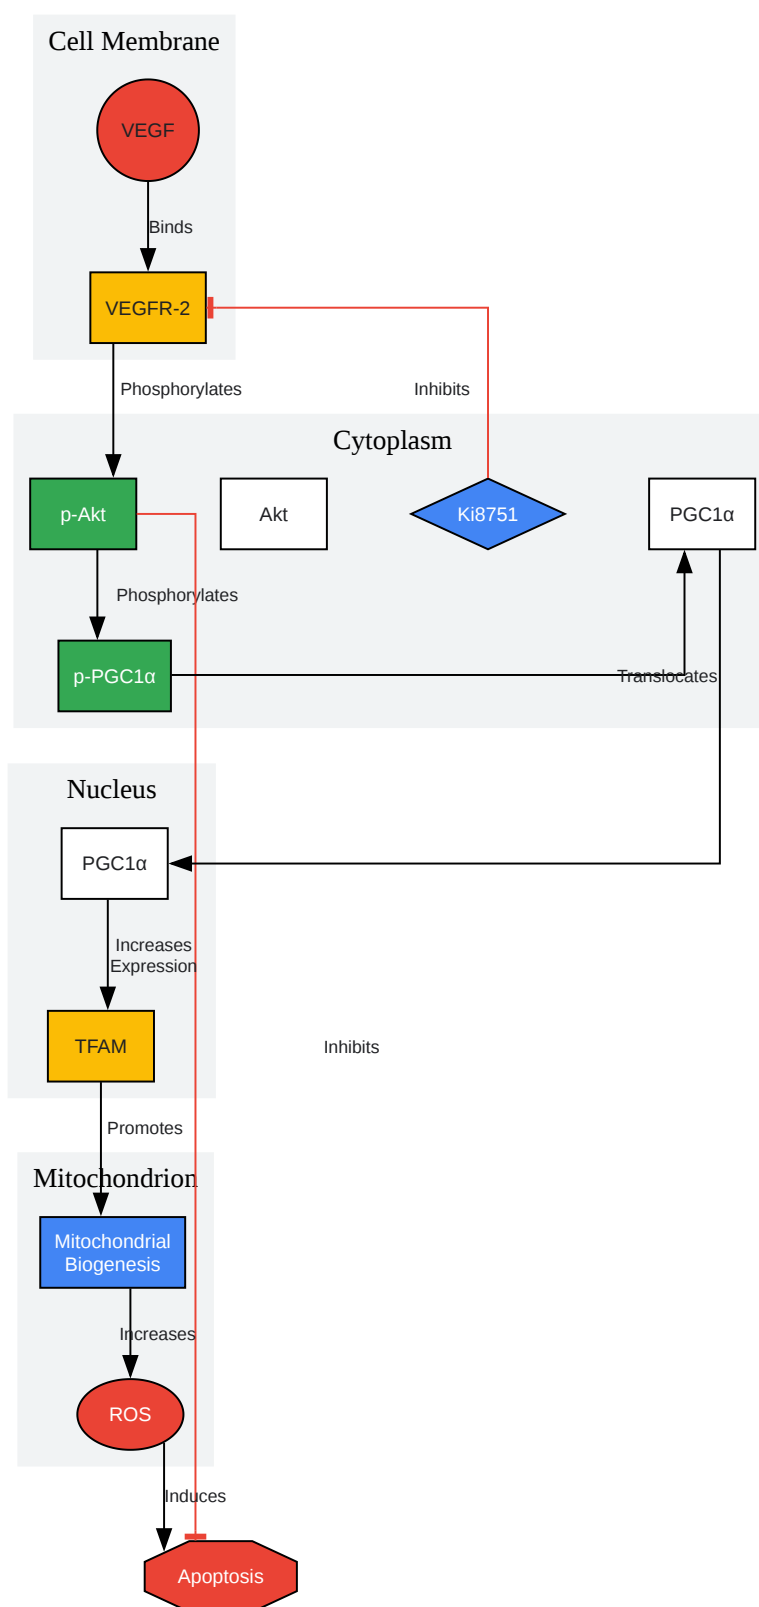 Cell Membrane
VEGF
Binds
VEGFR-2
Phosphorylates
Inhibits
Cytoplasm
p-Akt
Akt
Ki8751
PGC1α
Phosphorylates
p-PGC1α
Translocates
Nucleus
PGC1α
Increases
Expression
TFAM
Inhibits
Promotes
Mitochondrion
Mitochondrial
Biogenesis
Increases
ROS
Induces
Apoptosis